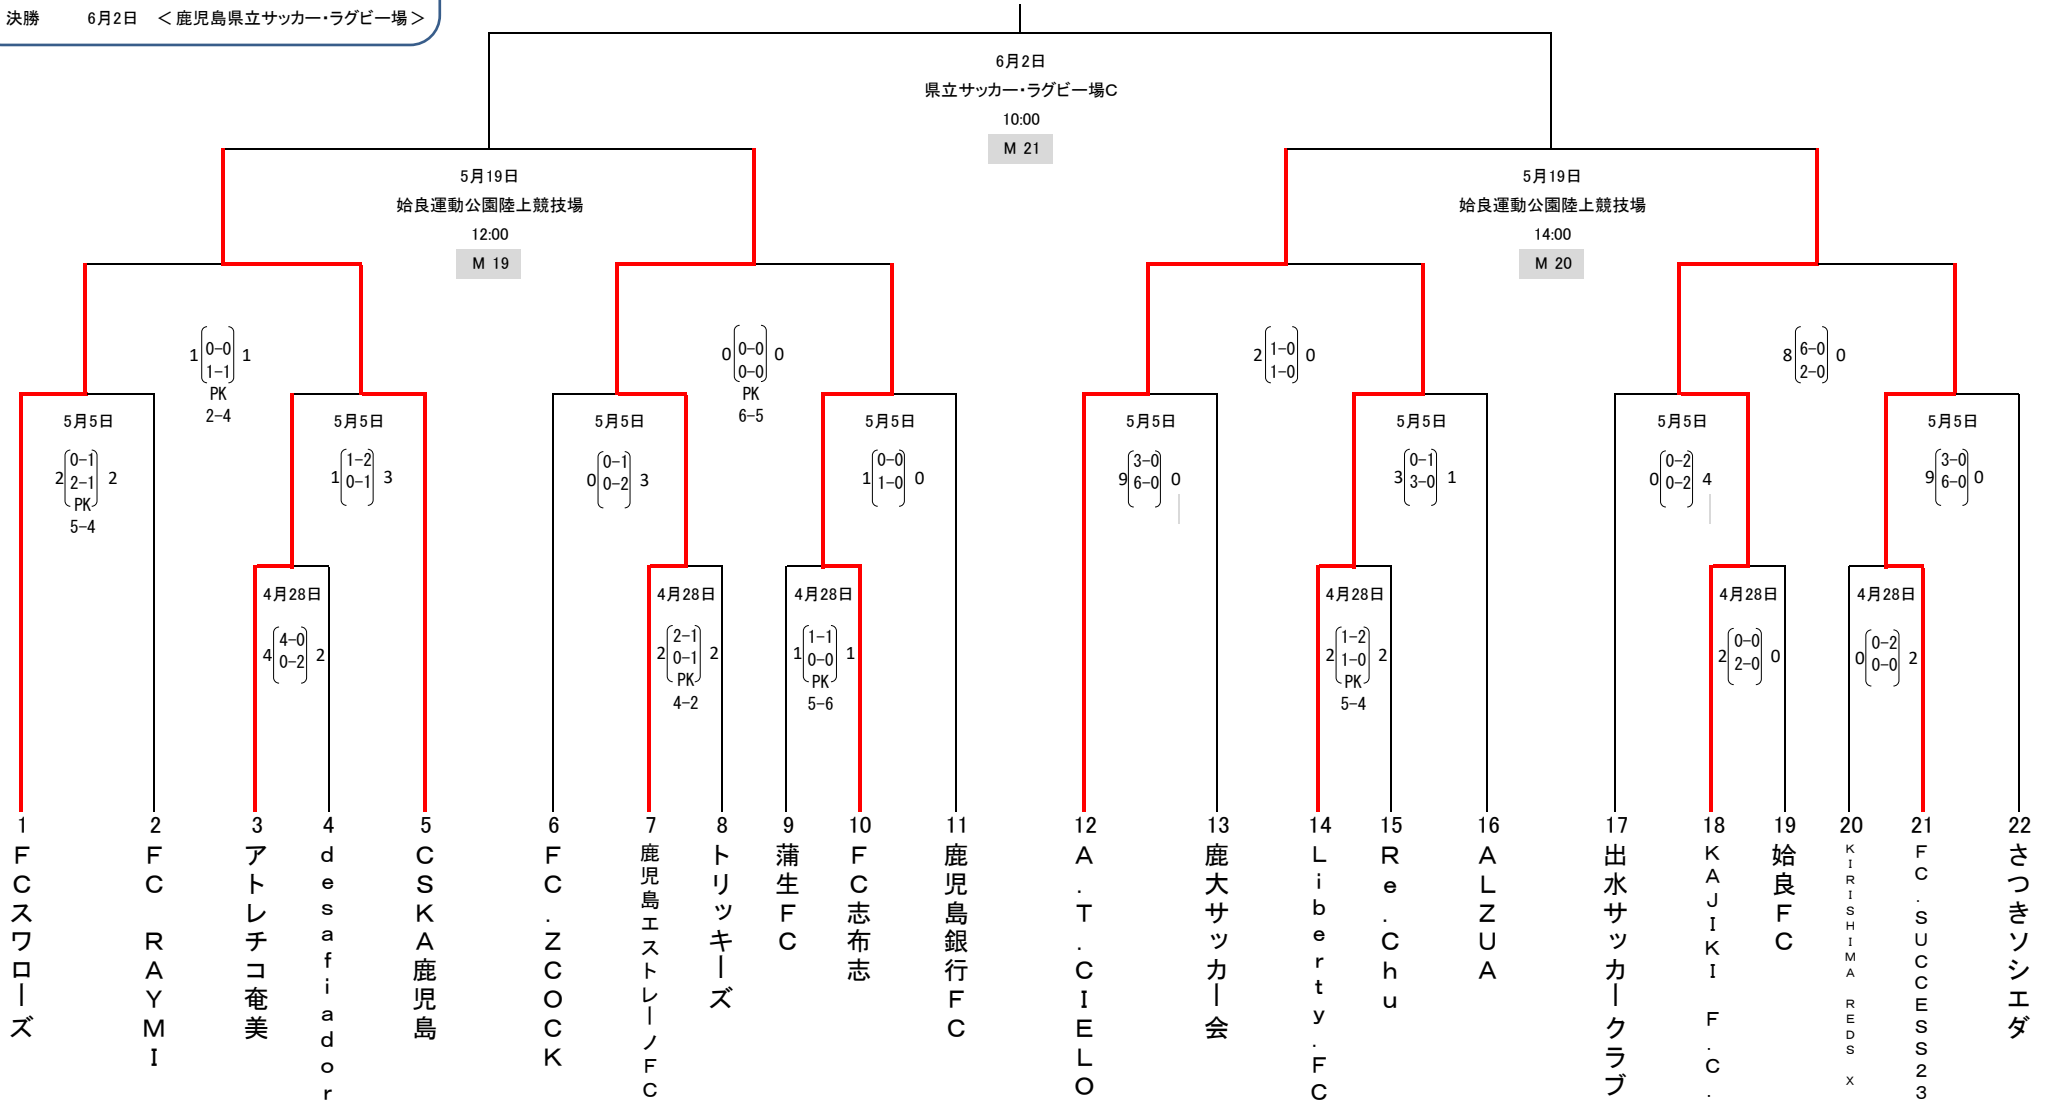 決勝 6月2日 ＜鹿児島県立サッカー・ラグビー場＞
6月2日
県立サッカー・ラグビー場C
10:00
M 21
5月19日
姶良運動公園陸上競技場
12:00
M 19
5月19日
姶良運動公園陸上競技場
14:00
M 20
1 0-0 1
1-1
PK
2-4
0 0-0 0
0-0
PK
6-5
2 1-0 0
1-0
8 6-0 0
2-0
5月5日
2 0-1 2
2-1
PK
5-4
5月5日
1 1-2 3
0-1
5月5日
0 0-1 3
0-2
5月5日
1 0-0 0
1-0
5月5日
9 3-0 0
6-0
5月5日
3 0-1 1
3-0
5月5日
0 0-2 4
0-2
5月5日
9 3-0 0
6-0
4月28日
4 4-0 2
0-2
4月28日
2 2-1 2
0-1
PK
4-2
4月28日
1 1-1 1
0-0
PK
5-6
4月28日
2 1-2 2
1-0
PK
5-4
4月28日
2 0-0 0
2-0
4月28日
0 0-2 2
0-0
1 FCスワローズ
2 FC RAYMI
3 アトレチコ奄美
4 desafiador
5 CSKA鹿児島
6 FC.ZCOCK
7 鹿児島エストレーノFC
8 トリッキーズ
9 蒲生FC
10 FC志布志
11 鹿児島銀行FC
12 A.T.CIELO
13 鹿大サッカー会
14 Liberty.FC
15 Re.Chu
16 ALZUA
17 出水サッカークラブ
18 KAJIKI F.C.
19 姶良FC
20 KIRISHIMA REDS X
21 FC.SUCCESS23
22 さつきソシエダ